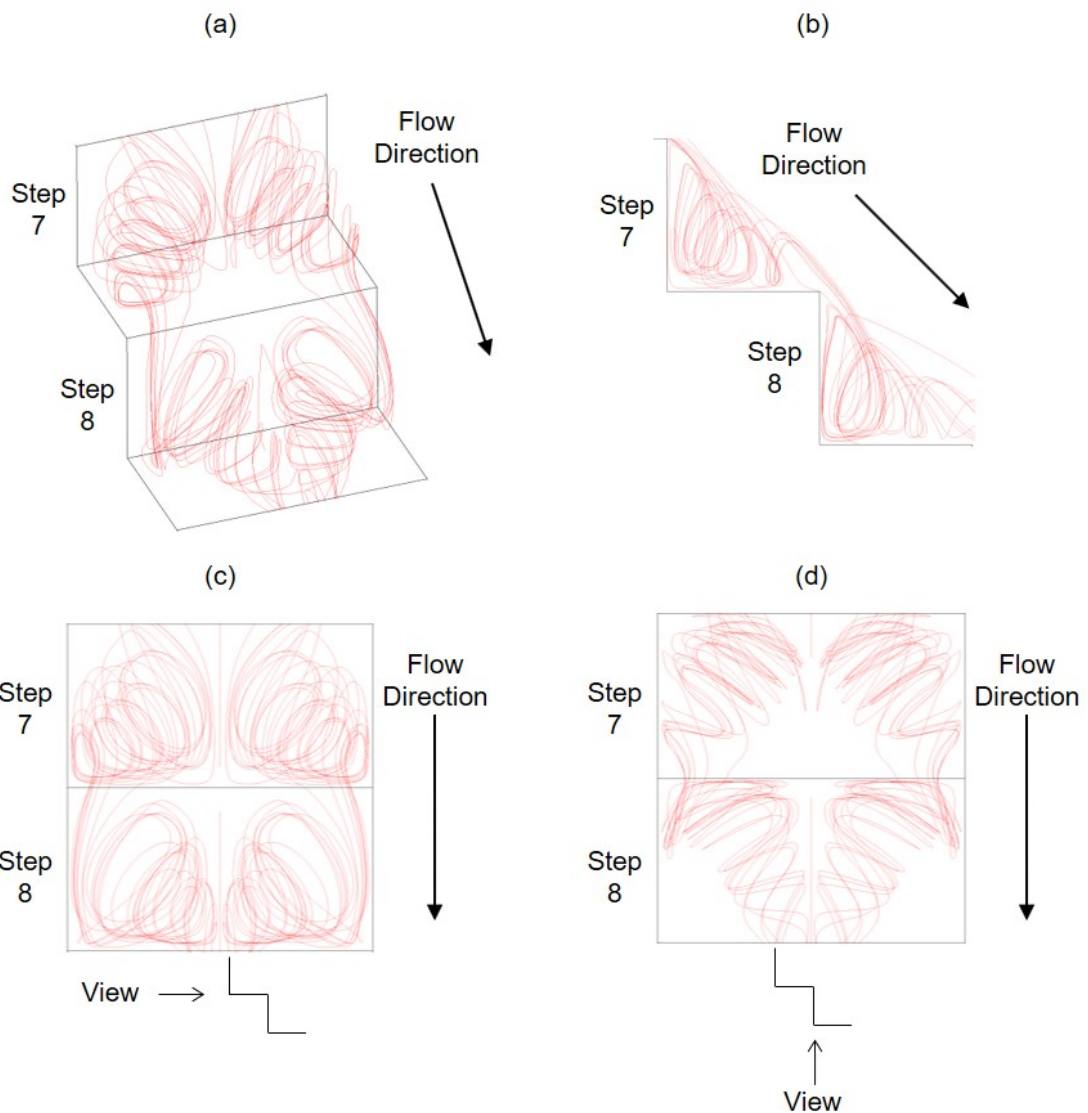 (a)
Flow
Direction
Step
7
Step
8
(b)
Flow
Direction
Step
7
Step
8
(c)
Flow
Direction
Step
7
Step
8
View
(d)
Flow
Direction
Step
7
Step
8
View